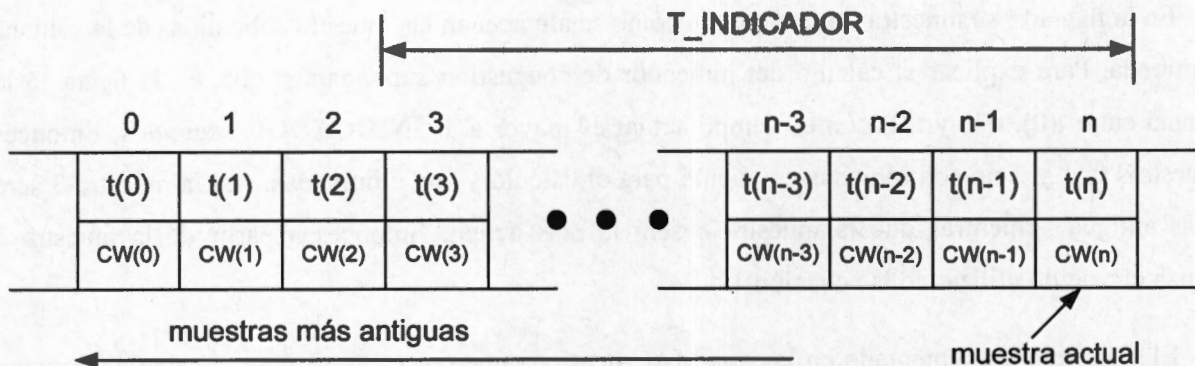 T_INDICADOR
0 1 2 3 n-3 n-2 n-1 n
t(0) t(1) t(2) t(3) t(n-3) t(n-2) t(n-1) t(n)
CW(0) CW(1) CW(2) CW(3) CW(n-3) CW(n-2) CW(n-1) CW(n)
muestras más antiguas
muestra actual